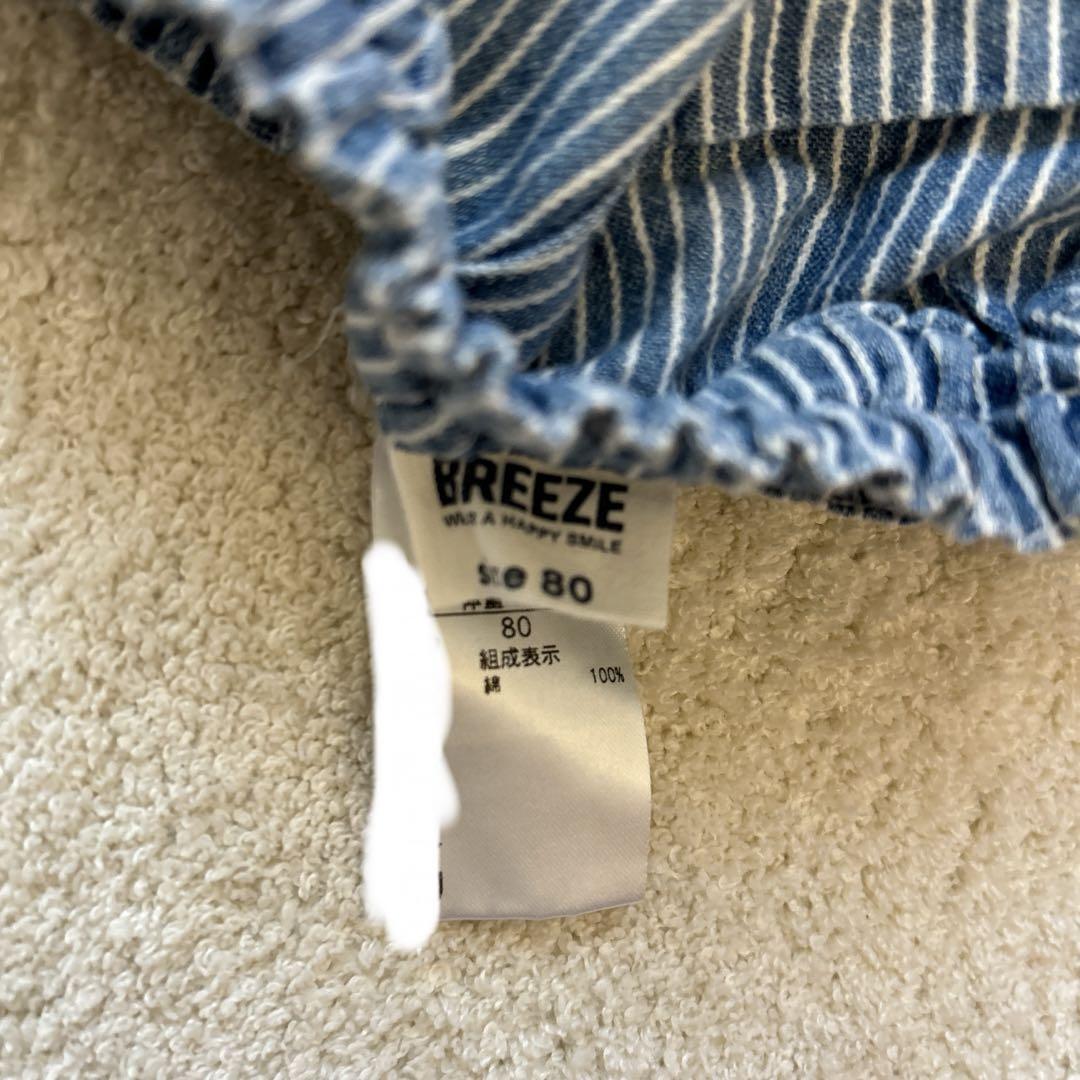 BREEZE
WITH A HAPPY SMILE
Size 80
80
組成表示
綿 100%